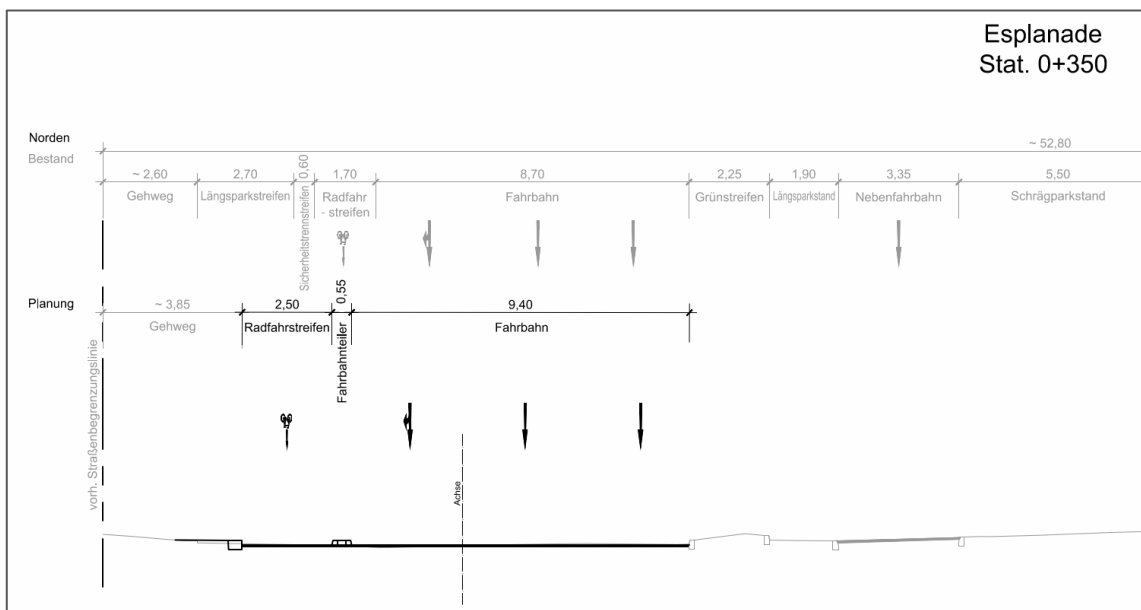 Esplanade
Stat. 0+350
Norden
Bestand
~ 52,80
~ 2,60
2,70
0,60
1,70
8,70
2,25
1,90
3,35
5,50
Gehweg
Längsparkstreifen
Sicherheitstrennstreifen
Radfahr
- streifen
Fahrbahn
Grünstreifen
Längsparkstand
Nebenfahrbahn
Schrägparkstand
Planung
~ 3,85
2,50
0,55
9,40
Gehweg
Radfahrstreifen
Fahrbahnteiler
Fahrbahn
vorh. Straßenbegrenzungslinie
Achse